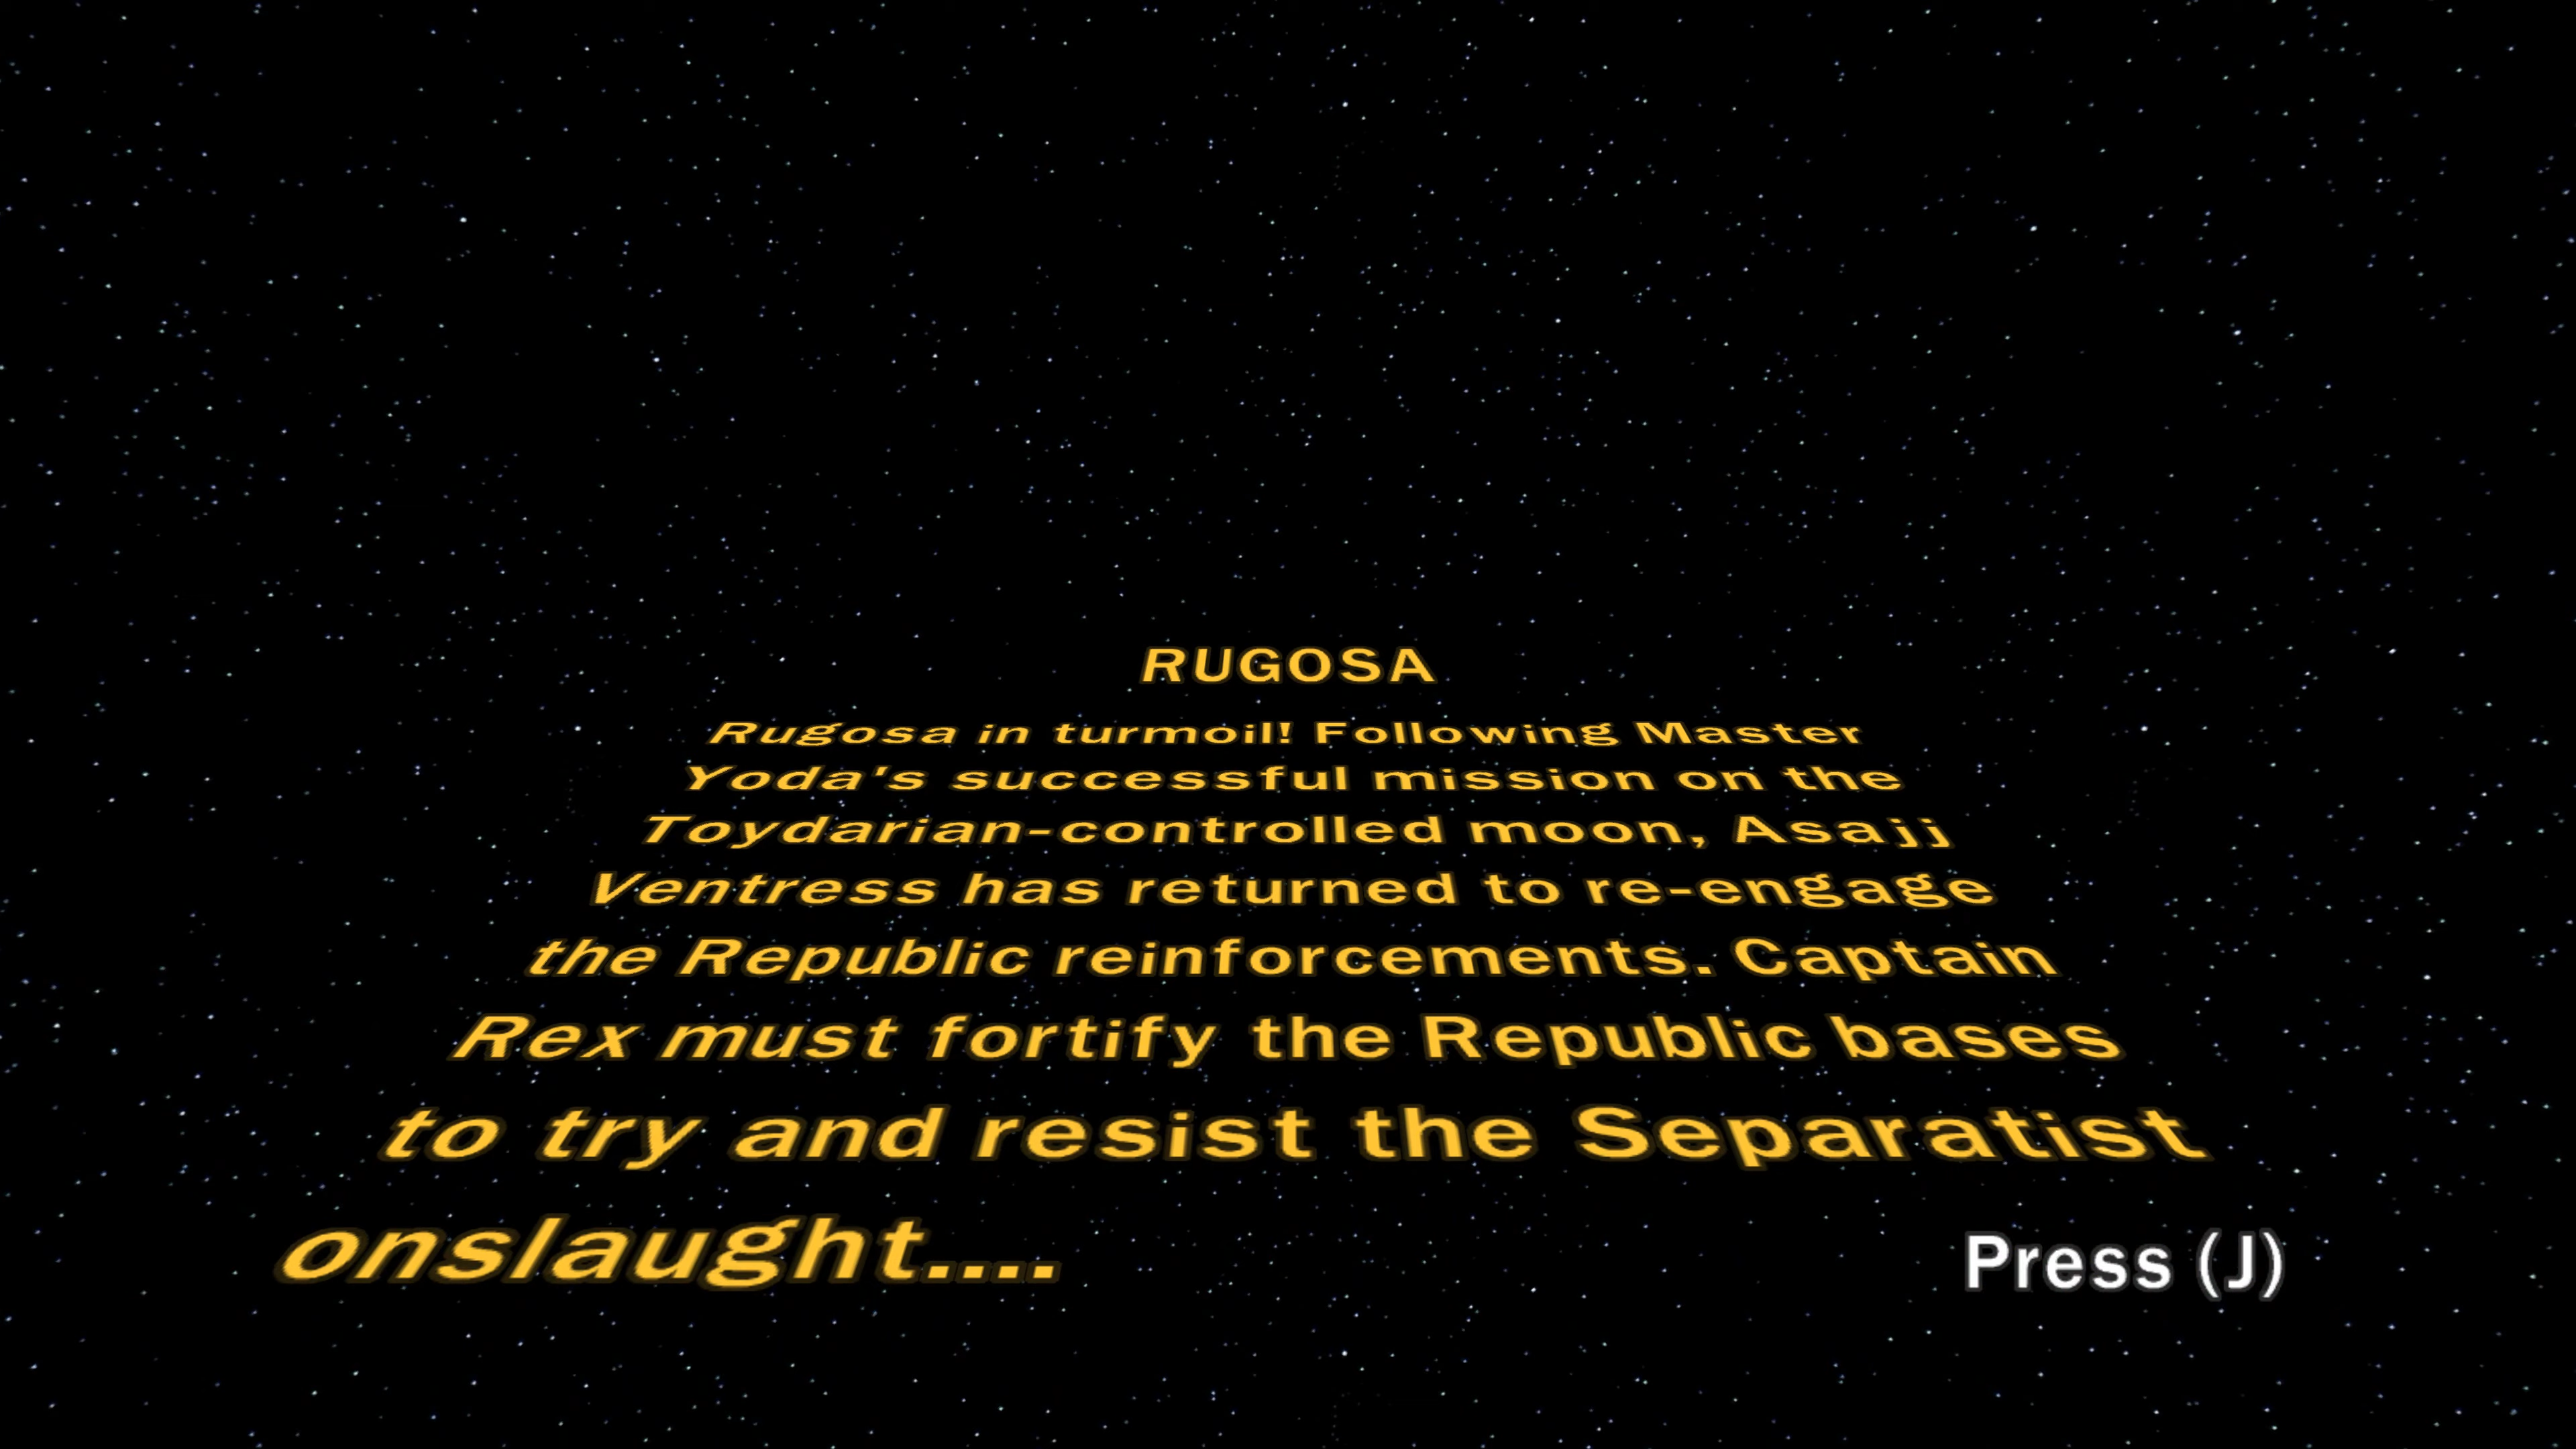 RUGOSA
Rugosa in turmoil! Following Master
Yoda's successful mission on the
Toydarian-controlled moon, Asajj
Ventress has returned to re-engage
the Republic reinforcements. Captain
Rex must fortify the Republic bases
to try and resist the Separatist
onslaught....
Press (J)